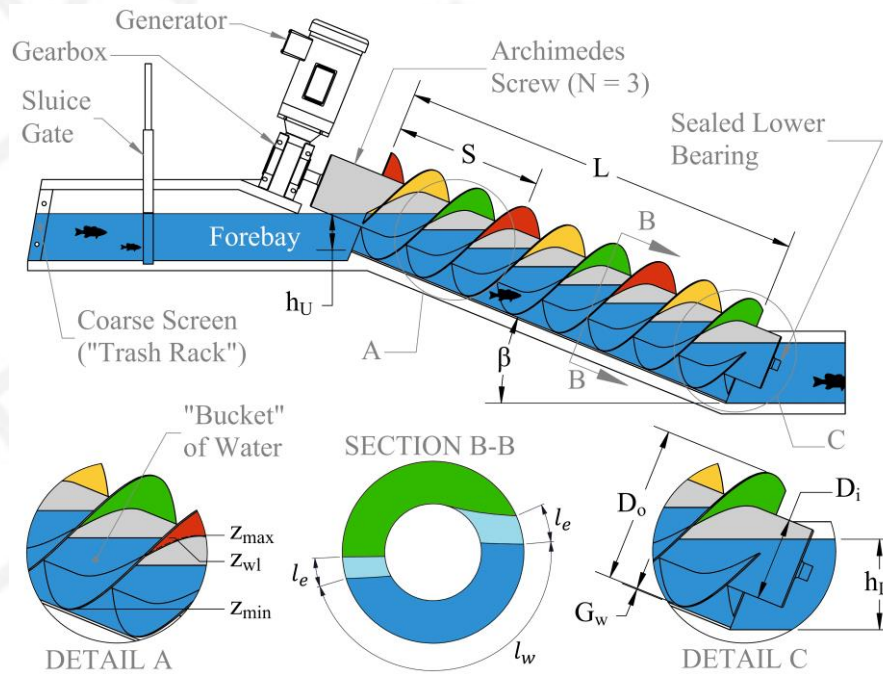 Generator
Gearbox
Sluice
Gate
Archimedes
Screw (N = 3)
Sealed Lower
Bearing
S
L
B
Forebay
h_U
Coarse Screen
("Trash Rack")
A
β
B
C
"Bucket"
of Water
SECTION B-B
z_max
z_wl
z_min
l_e
l_e
l_w
D_o
D_i
G_w
DETAIL A
DETAIL C